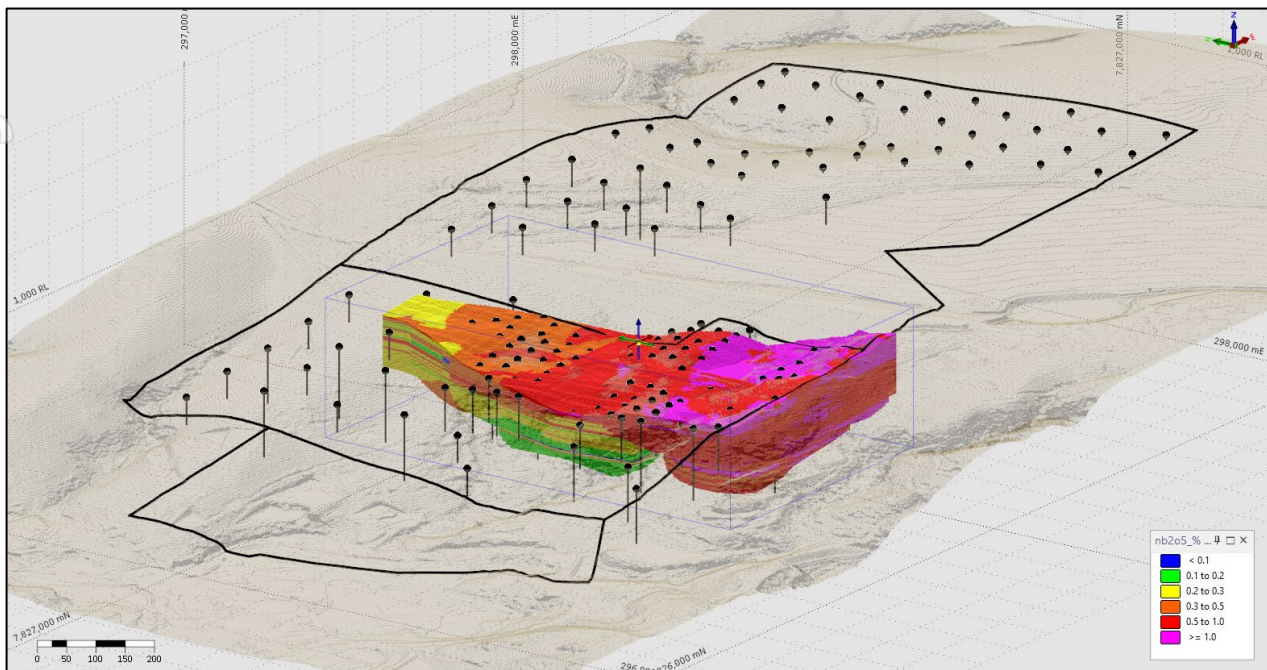 297,000 m
298,000 mE
7,827,000 mN
Z
1,000 RL
1,000 RL
298,000 mE
nb2o5_% ...
< 0.1
0.1 to 0.2
0.2 to 0.3
0.3 to 0.5
0.5 to 1.0
>= 1.0
7,827,000 mN
0 50 100 150 200